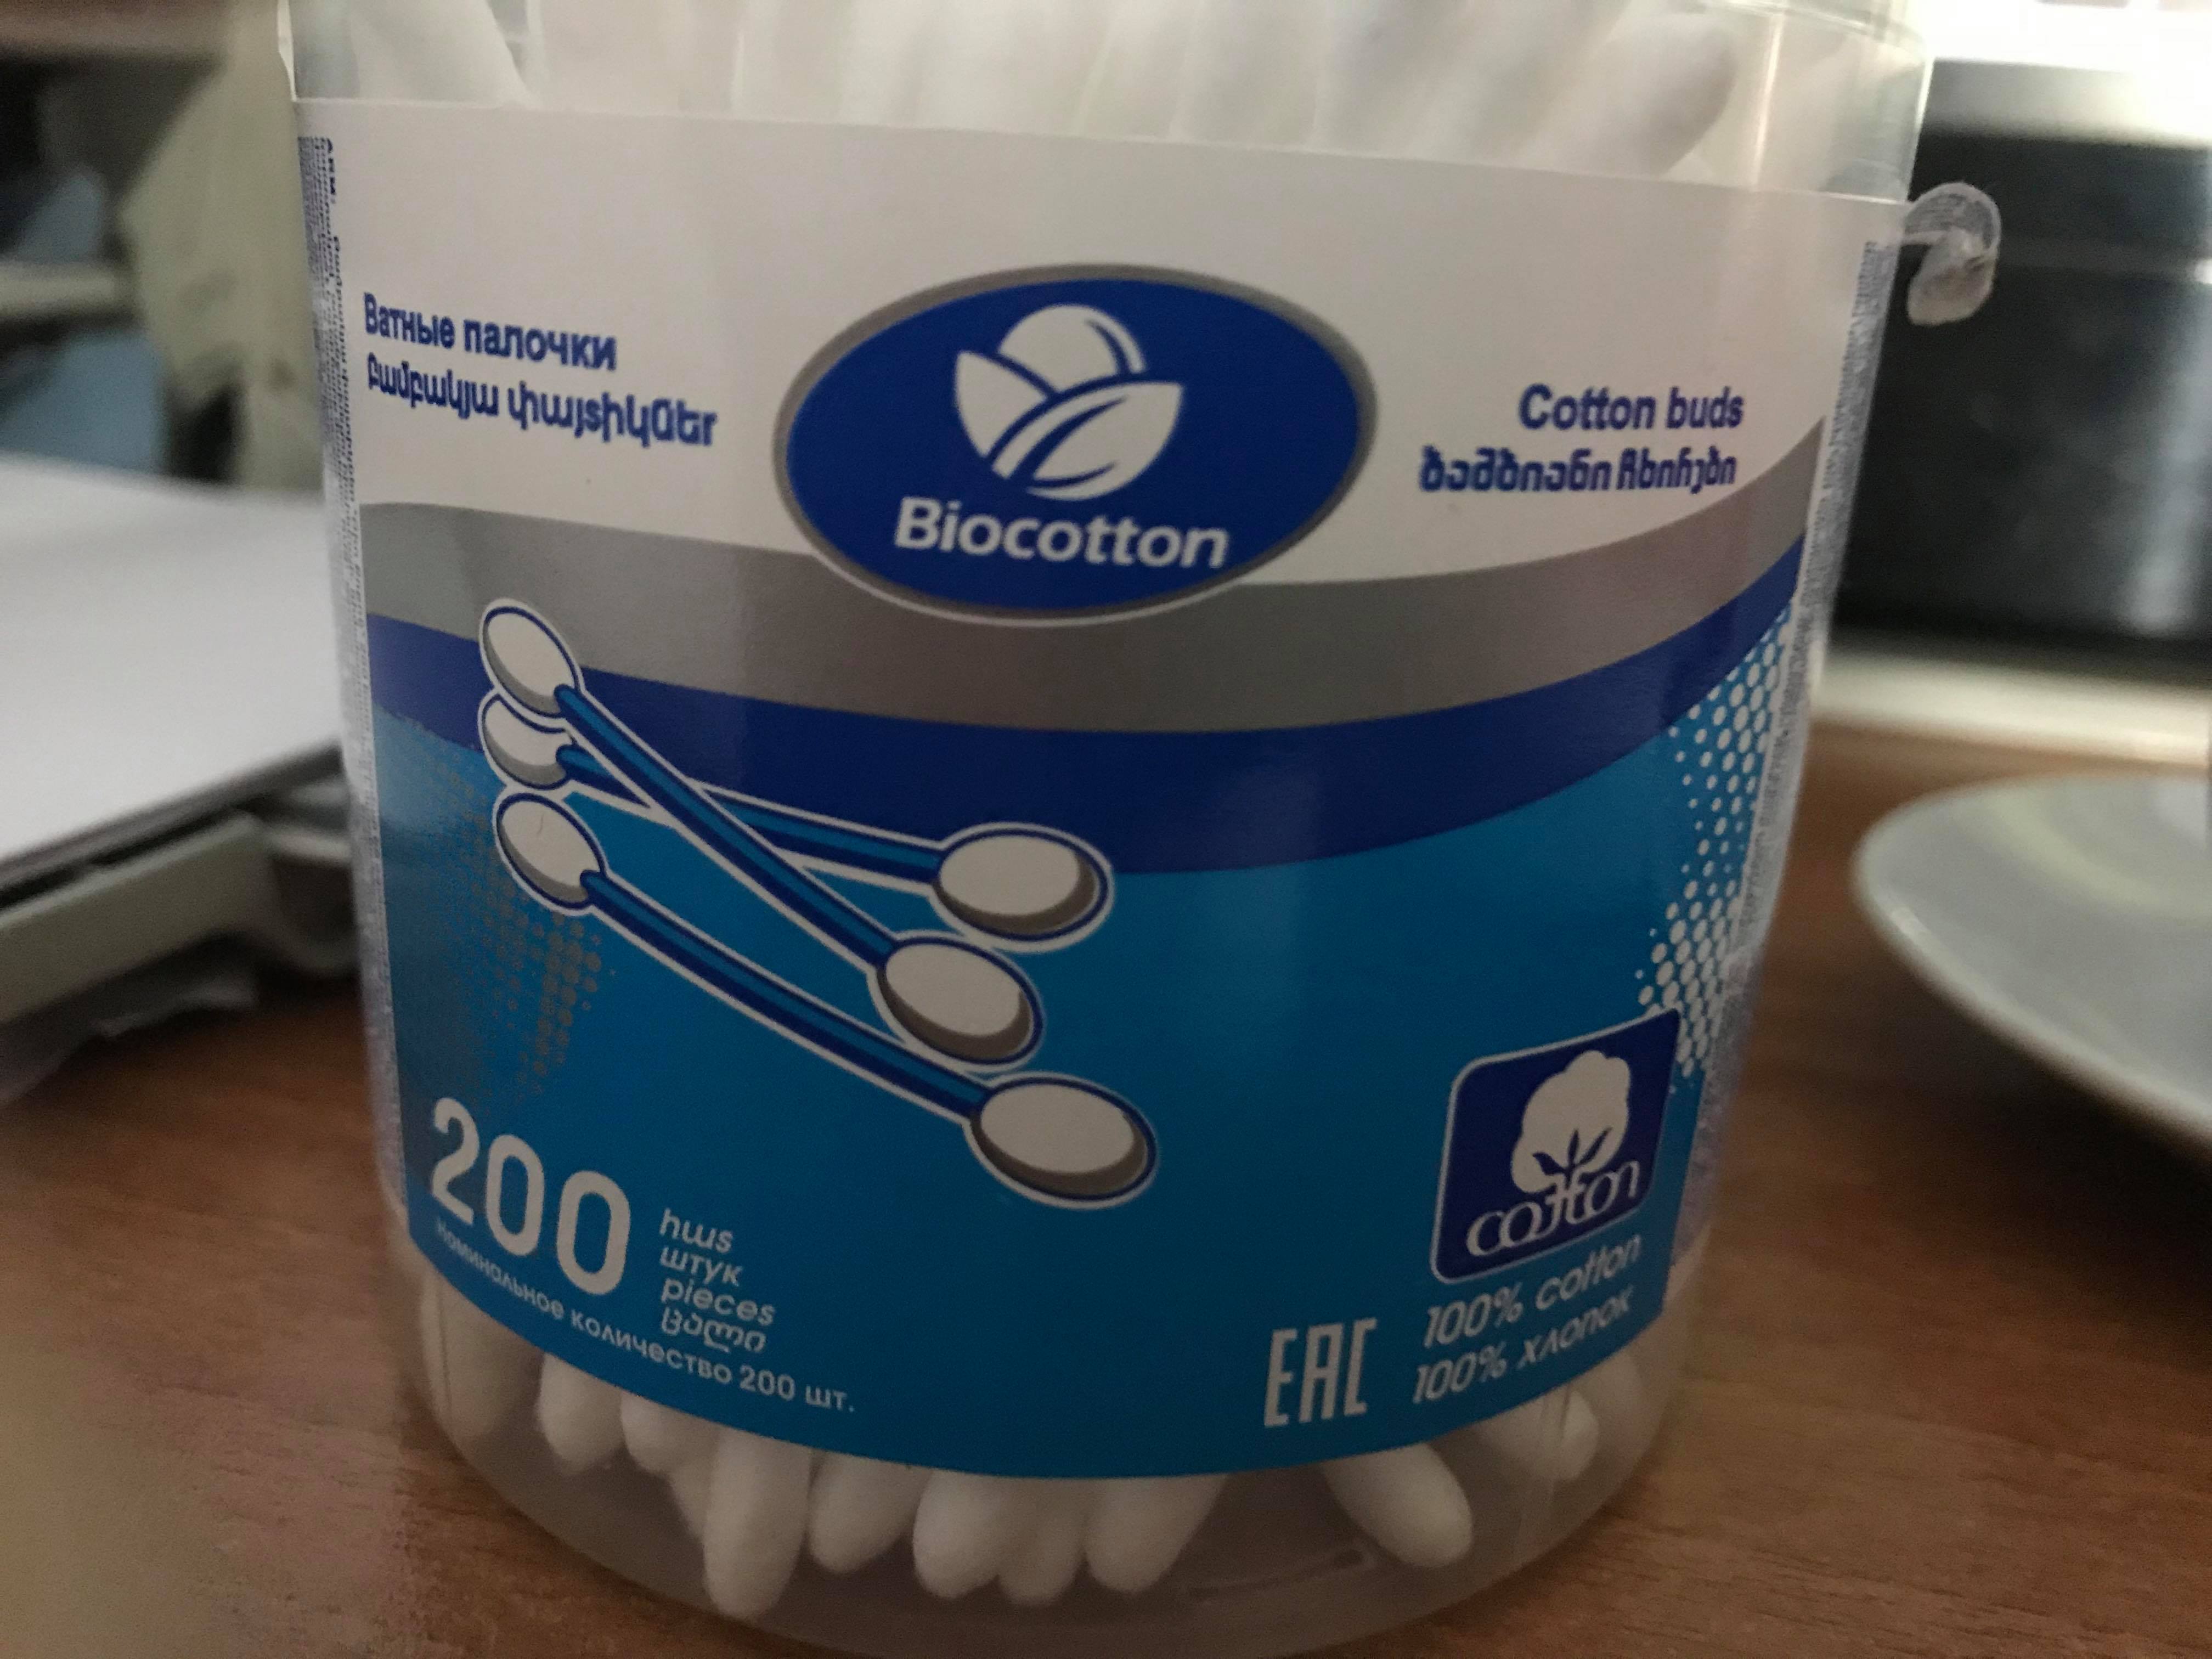 Ватные палочки
Բամբակյա փայտիկներ
Biocotton
Cotton buds
ბამბიანი ჩხირები
200
հատ
штук
pieces
ცალი
Номинальное количество 200 шт.
cotton
EAC
100% cotton
100% хлопок